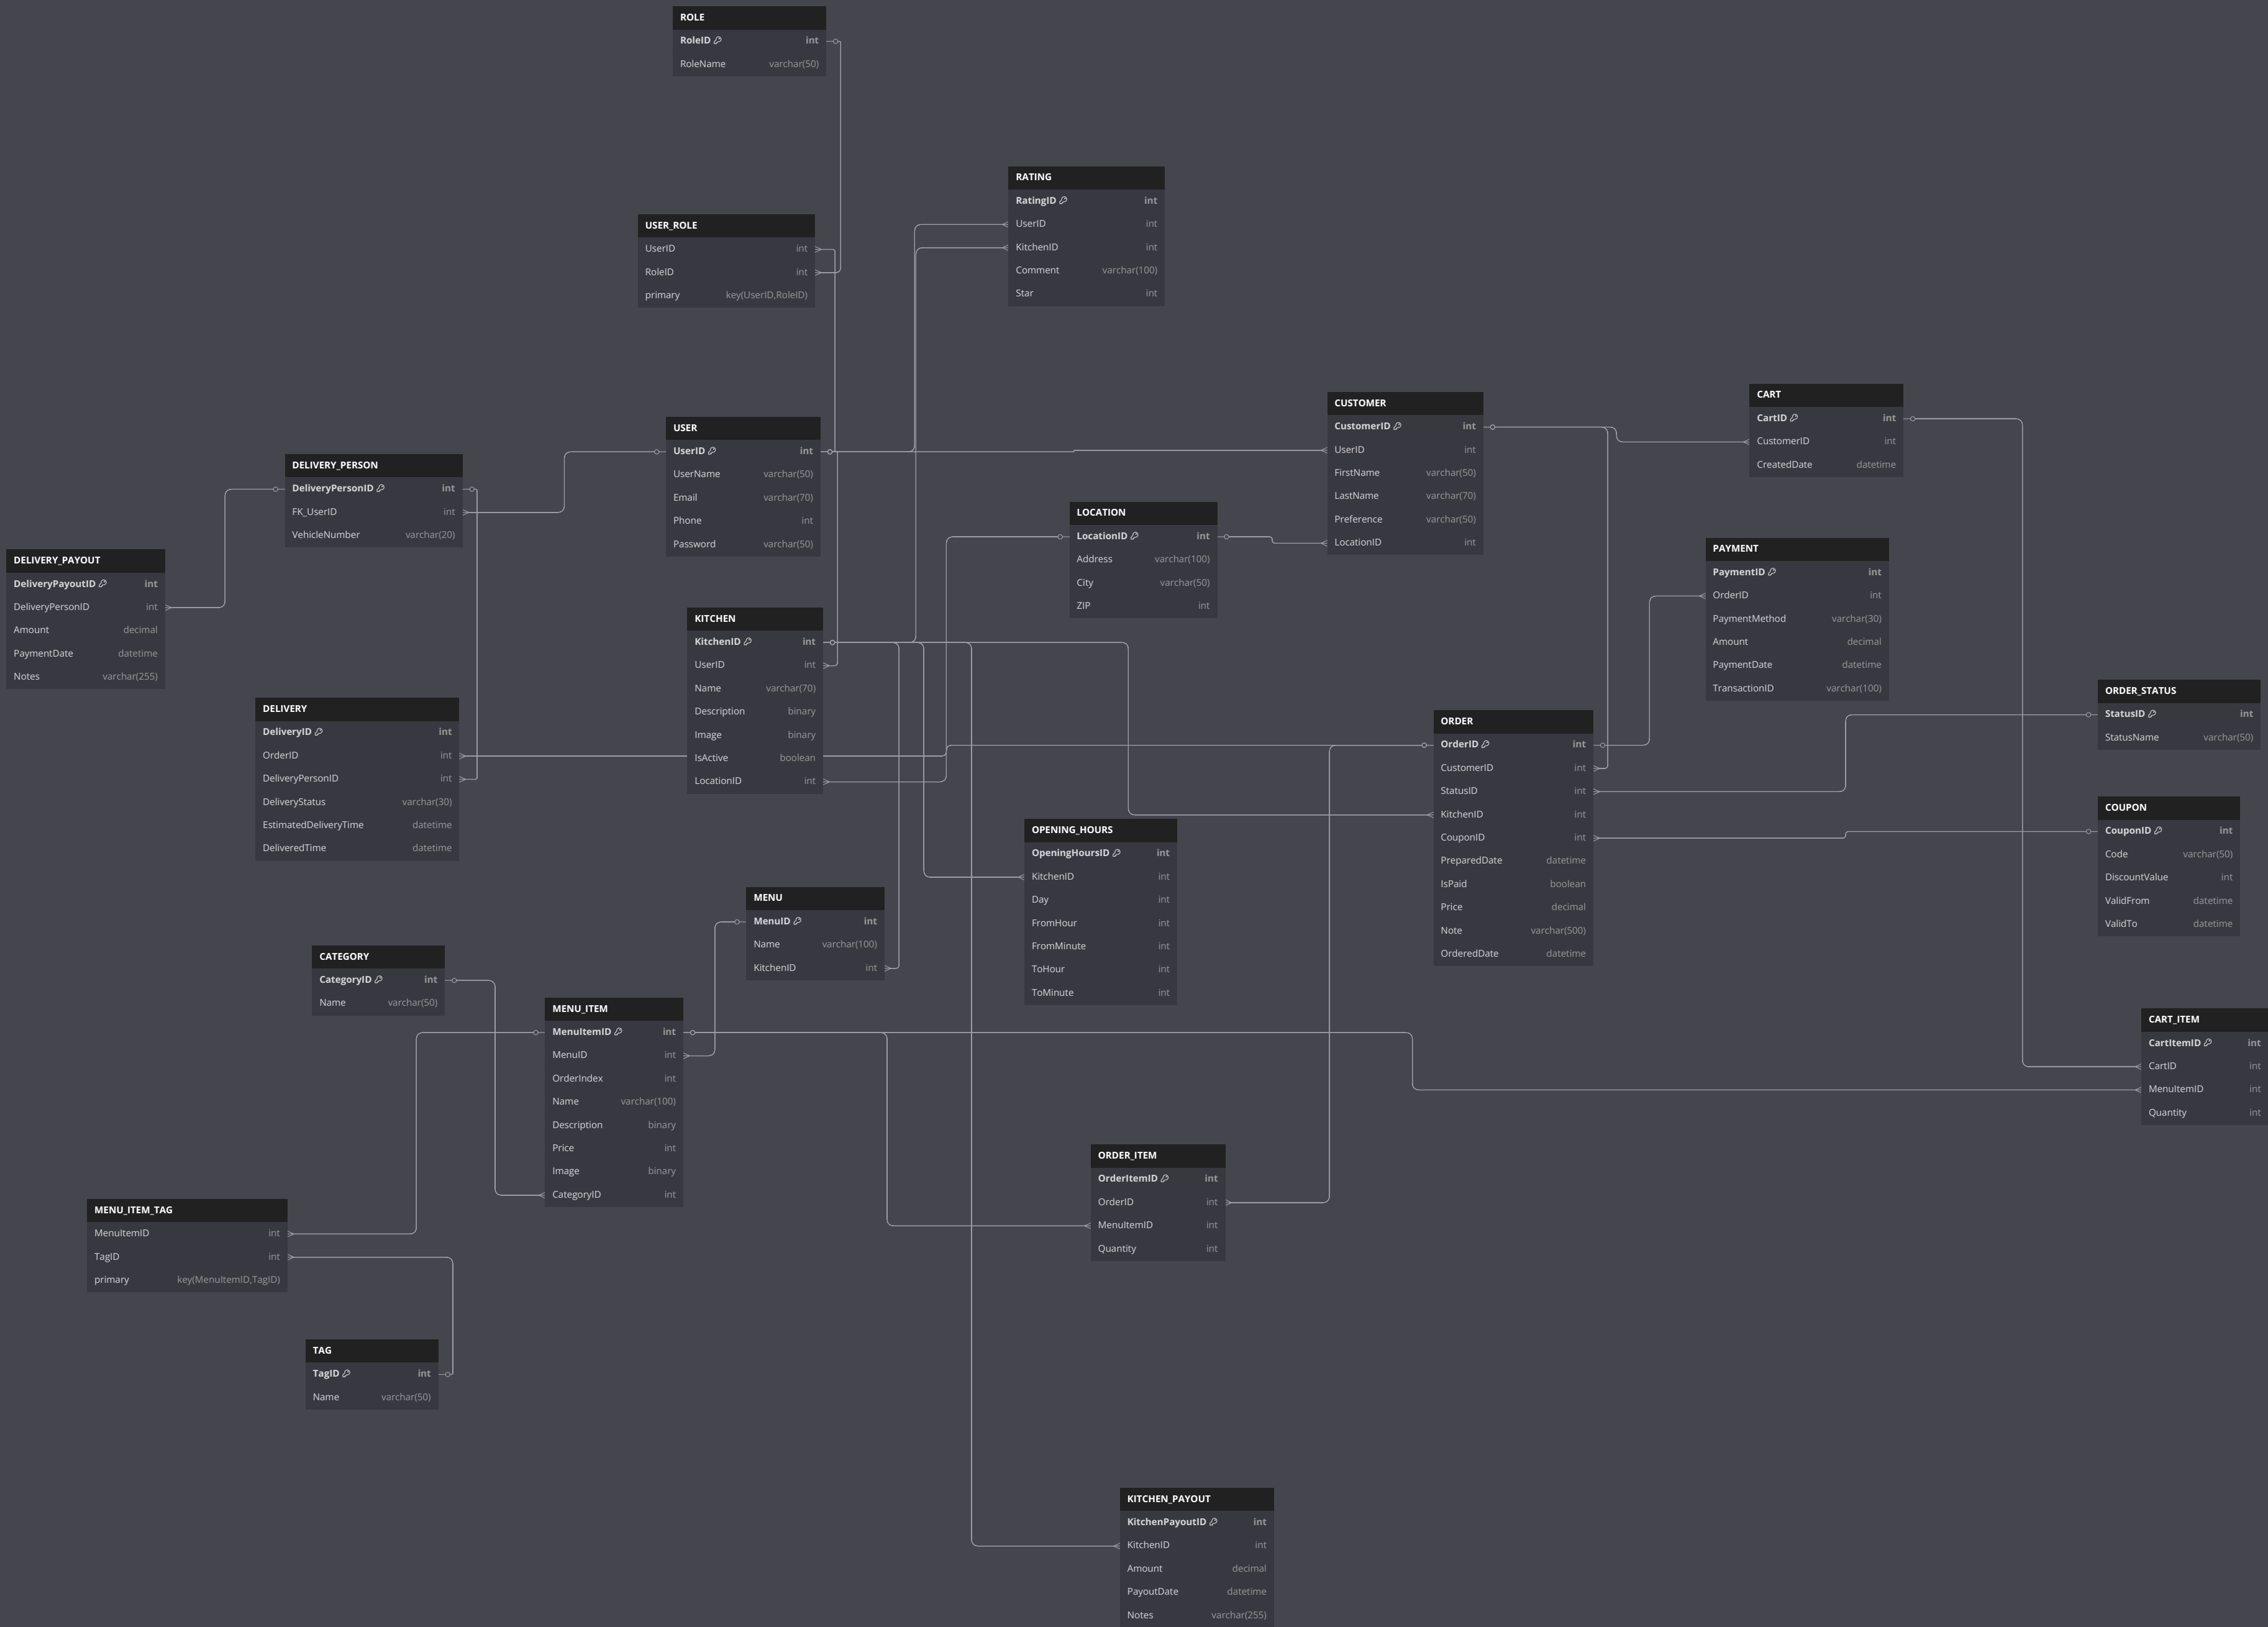 ROLE
RoleID int
RoleName varchar(50)
RATING
RatingID int
UserID int
KitchenID int
Comment varchar(100)
Star int
USER_ROLE
UserID int
RoleID int
primary key(UserID,RoleID)
CART
CartID int
CustomerID int
CreatedDate datetime
CUSTOMER
CustomerID int
UserID int
FirstName varchar(50)
LastName varchar(70)
Preference varchar(50)
LocationID int
USER
UserID int
UserName varchar(50)
Email varchar(70)
Phone int
Password varchar(50)
DELIVERY_PERSON
DeliveryPersonID int
FK_UserID int
VehicleNumber varchar(20)
LOCATION
LocationID int
Address varchar(100)
City varchar(50)
ZIP int
PAYMENT
PaymentID int
OrderID int
PaymentMethod varchar(30)
Amount decimal
PaymentDate datetime
TransactionID varchar(100)
DELIVERY_PAYOUT
DeliveryPayoutID int
DeliveryPersonID int
Amount decimal
PaymentDate datetime
Notes varchar(255)
KITCHEN
KitchenID int
UserID int
Name varchar(70)
Description binary
Image binary
IsActive boolean
LocationID int
ORDER_STATUS
StatusID int
StatusName varchar(50)
DELIVERY
DeliveryID int
OrderID int
DeliveryPersonID int
DeliveryStatus varchar(30)
EstimatedDeliveryTime datetime
DeliveredTime datetime
ORDER
OrderID int
CustomerID int
StatusID int
KitchenID int
CouponID int
PreparedDate datetime
IsPaid boolean
Price decimal
Note varchar(500)
OrderedDate datetime
COUPON
CouponID int
Code varchar(50)
DiscountValue int
ValidFrom datetime
ValidTo datetime
OPENING_HOURS
OpeningHoursID int
KitchenID int
Day int
FromHour int
FromMinute int
ToHour int
ToMinute int
MENU
MenuID int
Name varchar(100)
KitchenID int
CATEGORY
CategoryID int
Name varchar(50)
MENU_ITEM
MenuItemID int
MenuID int
OrderIndex int
Name varchar(100)
Description binary
Price int
Image binary
CategoryID int
CART_ITEM
CartItemID int
CartID int
MenuItemID int
Quantity int
ORDER_ITEM
OrderItemID int
OrderID int
MenuItemID int
Quantity int
MENU_ITEM_TAG
MenuItemID int
TagID int
primary key(MenuItemID,TagID)
TAG
TagID int
Name varchar(50)
KITCHEN_PAYOUT
KitchenPayoutID int
KitchenID int
Amount decimal
PayoutDate datetime
Notes varchar(255)